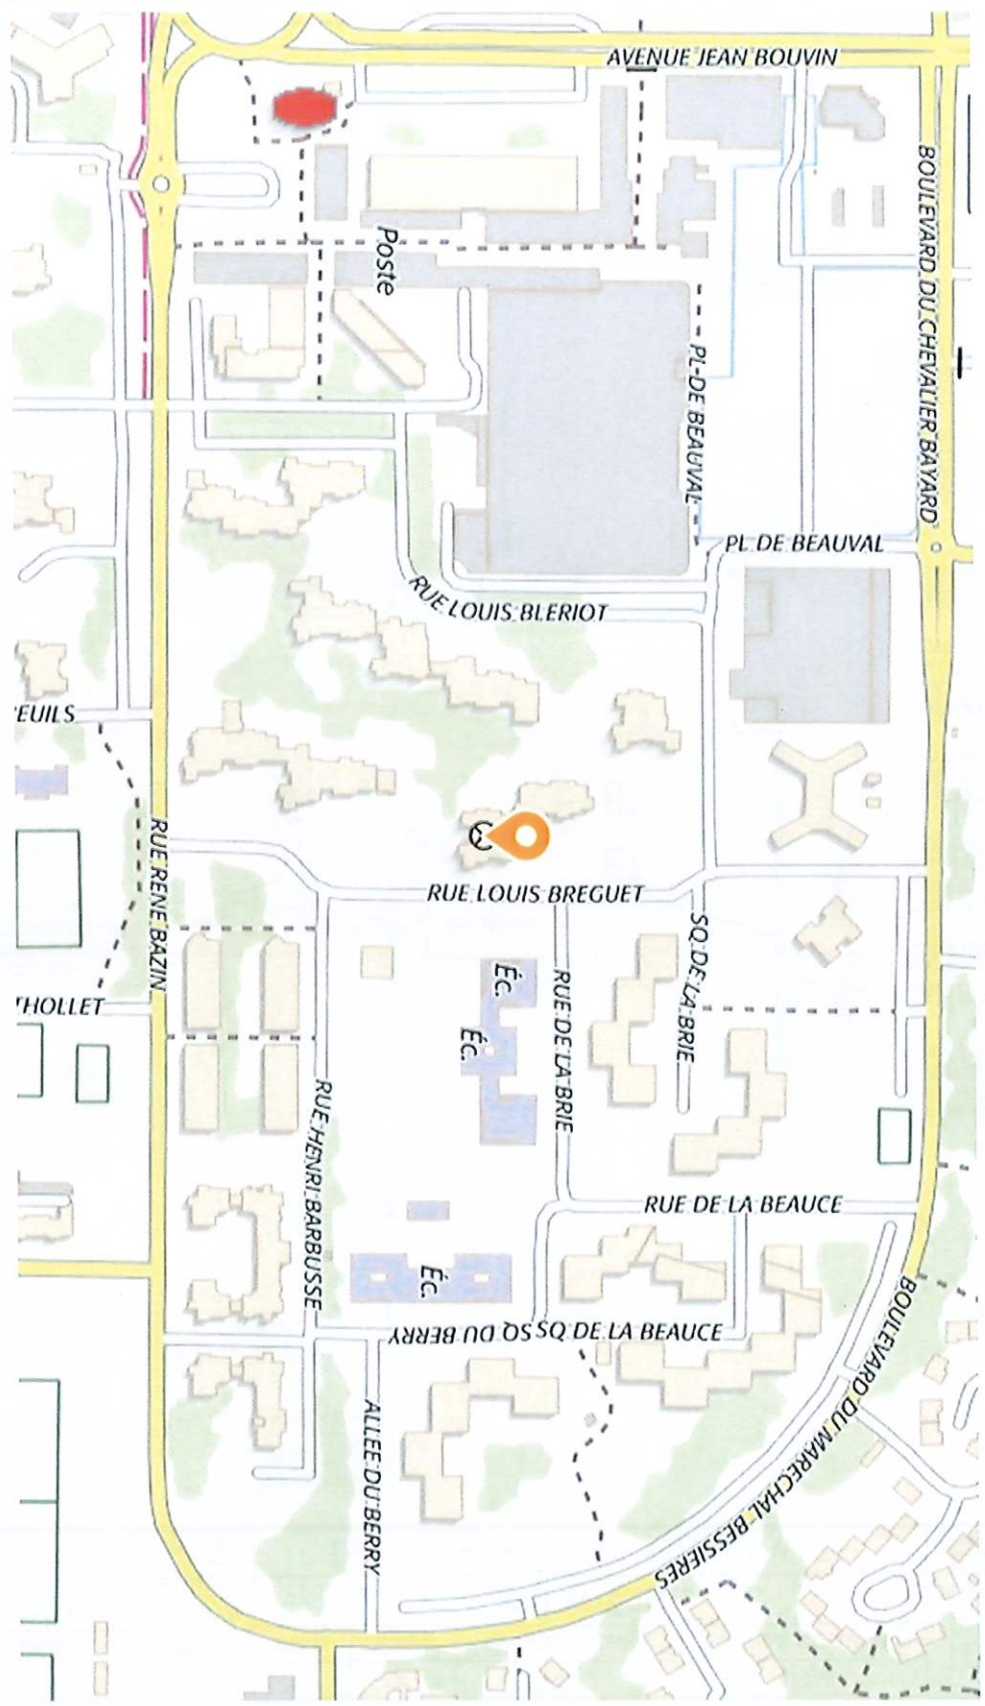 AVENUE JEAN BOUVIN
BOULEVARD DU CHEVALIER BAYARD
Poste
PL DE BEAUVAL
PL DE BEAUVAL
RUE LOUIS BLERIOT
EUILS
RUE RENE BAZIN
RUE LOUIS BREGUET
SQ DE LA BRIE
Éc.
RUE DE LA BRIE
THOLLET
Éc.
RUE HENRI BARBUSSE
RUE DE LA BEAUCE
Éc.
BOULEVARD DU MARECHAL BESSIERES
SQ DU BERRY
SQ DE LA BEAUCE
ALLEE DU BERRY